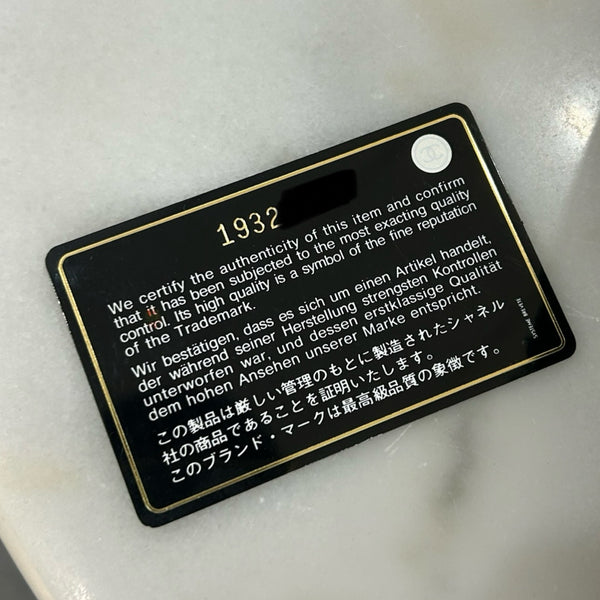 1932
We certify the authenticity of this item and confirm
that it has been subjected to the most exacting quality
control. Its high quality is a symbol of the fine reputation
of the Trademark.
Wir bestätigen, dass es sich um einen Artikel handelt,
der während seiner Herstellung strengsten Kontrollen
unterworfen war, und dessen erstklassige Qualität
dem hohen Ansehen unserer Marke entspricht.
この製品は厳しい管理のもとに製造されたシャネル
社の商品であることを証明いたします。
このブランド・マークは最高級品質の象徴です。